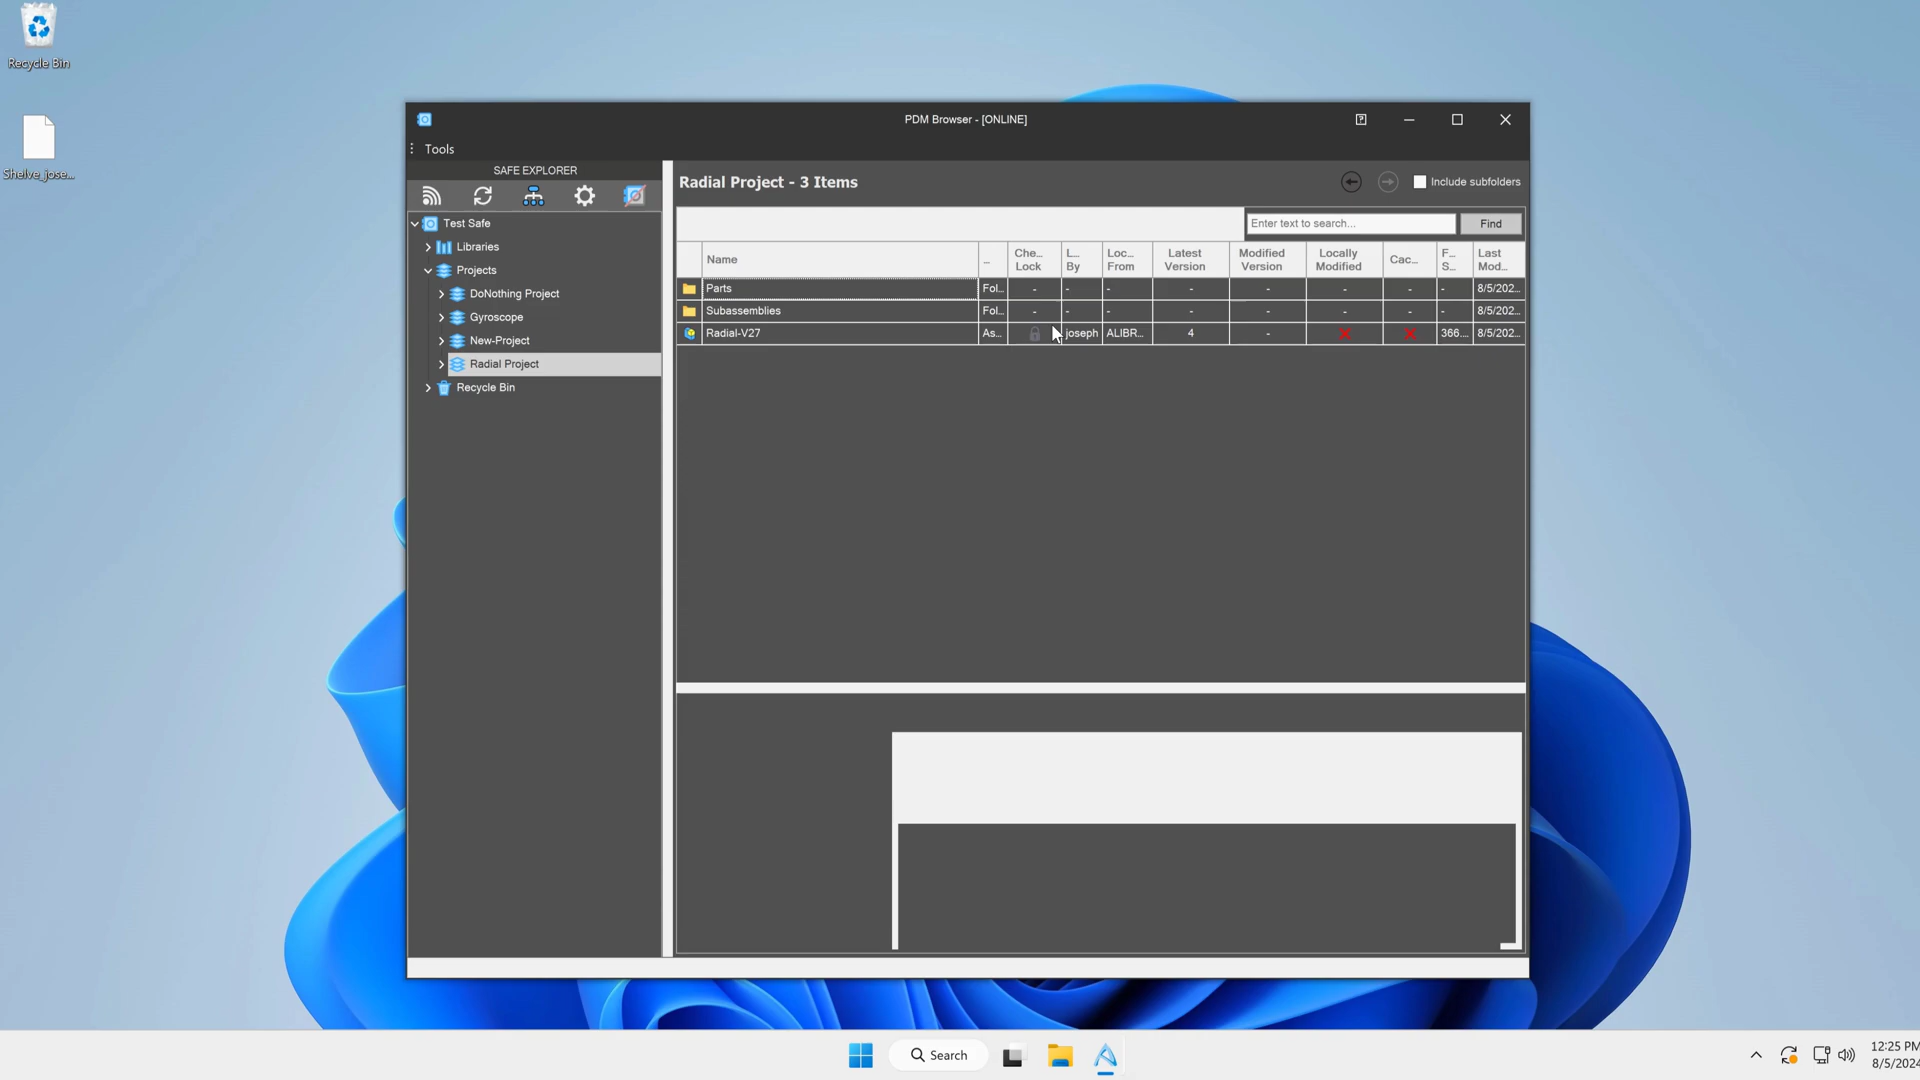 Recycle Bin
Shelve_jose...
PDM Browser - [ONLINE]
Tools
SAFE EXPLORER
Test Safe
Libraries
Projects
DoNothing Project
Gyroscope
New-Project
Radial Project
Recycle Bin
Radial Project - 3 Items
Include subfolders
Enter text to search...
Find
Name ... Che... Lock L... By Loc... From Latest Version Modified Version Locally Modified Cac... F... S... Last Mod...
Parts Fol... - - - - - - - - 8/5/202...
Subassemblies Fol... - - - - - - - - 8/5/202...
Radial-V27 As... joseph ALIBR... 4 - 366.... 8/5/202...
Search
12:25 PM
8/5/2024